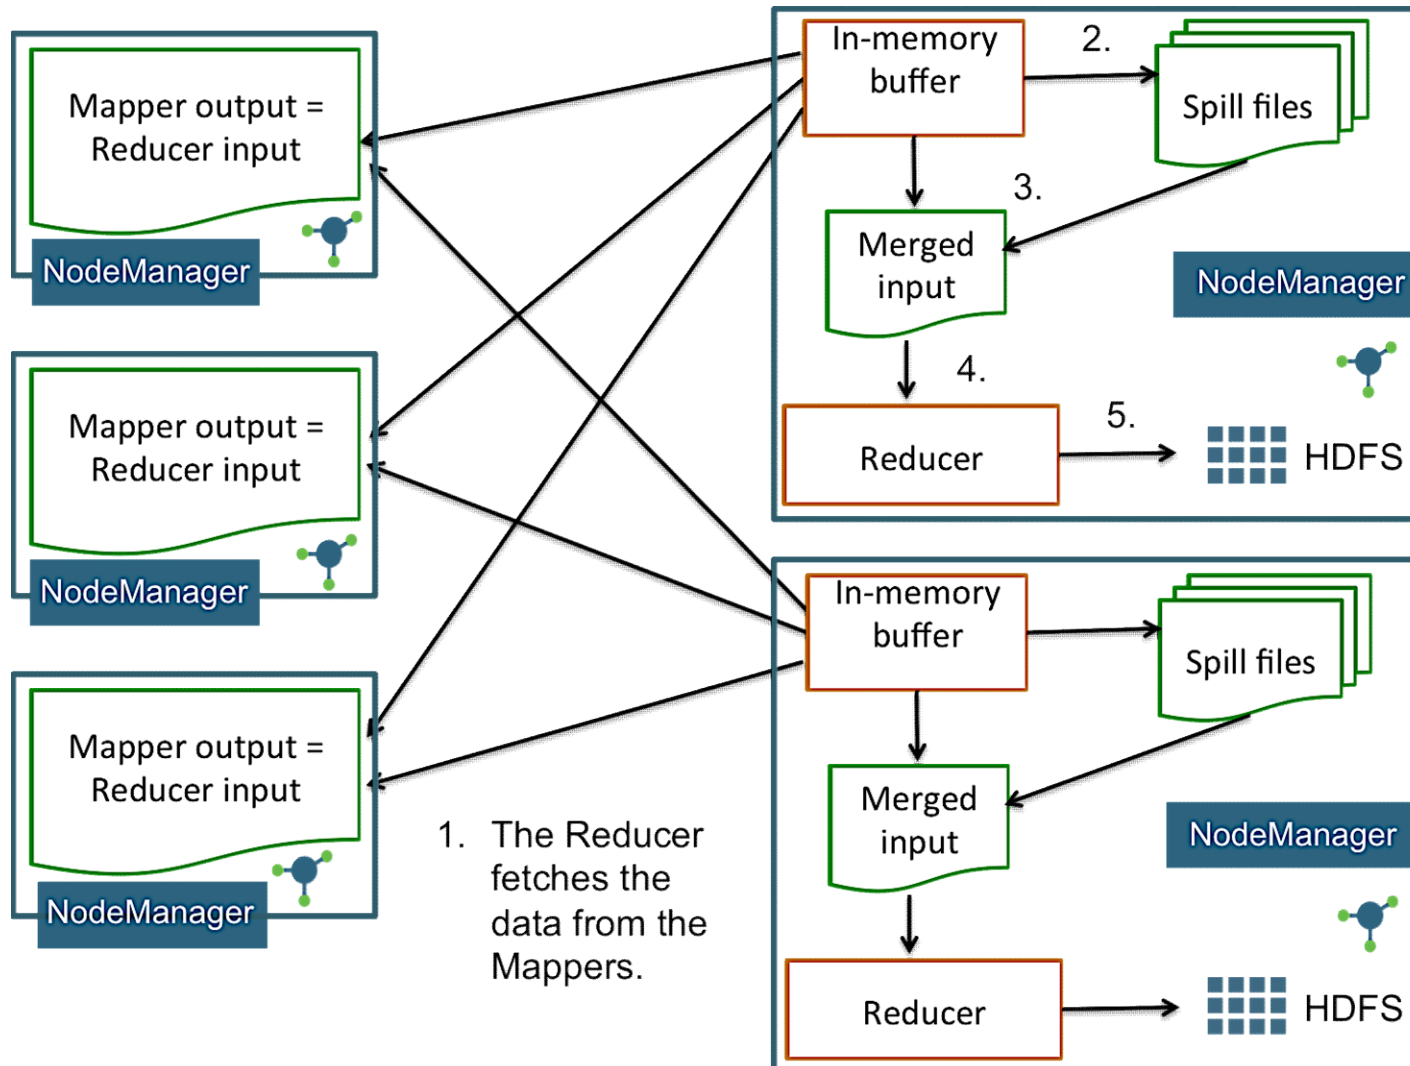 Mapper output =
Reducer input
NodeManager
Mapper output =
Reducer input
NodeManager
Mapper output =
Reducer input
NodeManager
1. The Reducer
fetches the
data from the
Mappers.
In-memory
buffer
2.
Spill files
3.
Merged
input
NodeManager
4.
Reducer
5.
HDFS
In-memory
buffer
Spill files
Merged
input
NodeManager
Reducer
HDFS